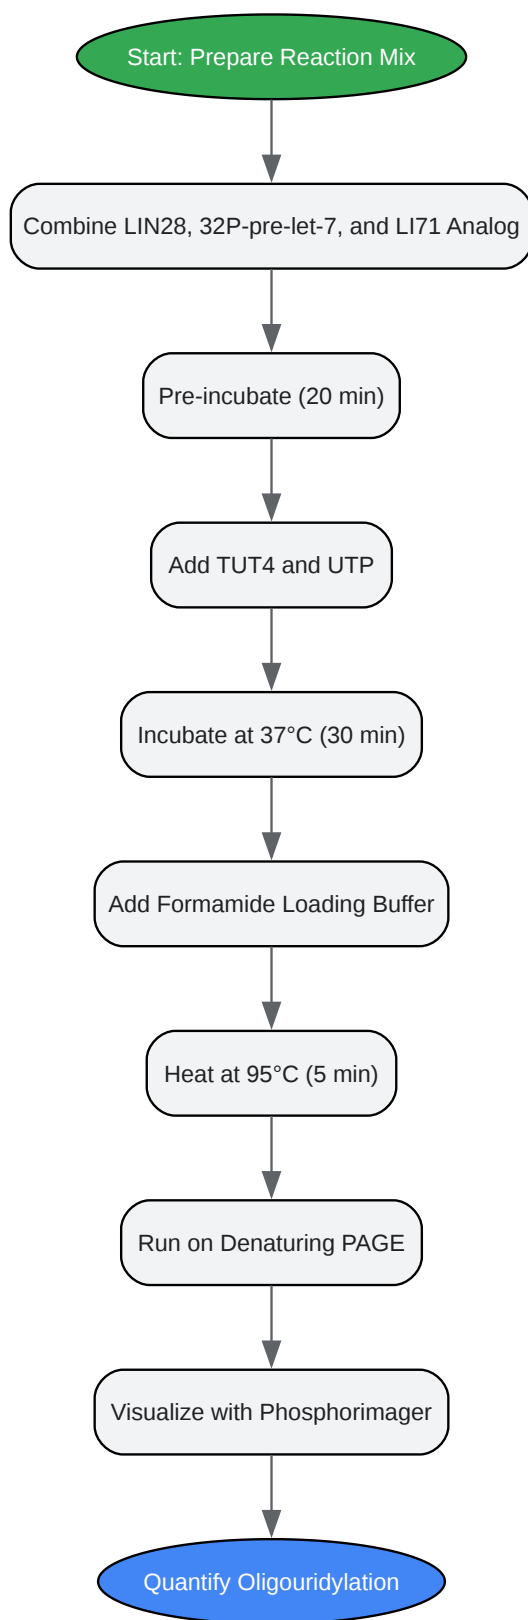 Start: Prepare Reaction Mix
Combine LIN28, 32P-pre-let-7, and LI71 Analog
Pre-incubate (20 min)
Add TUT4 and UTP
Incubate at 37°C (30 min)
Add Formamide Loading Buffer
Heat at 95°C (5 min)
Run on Denaturing PAGE
Visualize with Phosphorimager
Quantify Oligouridylation